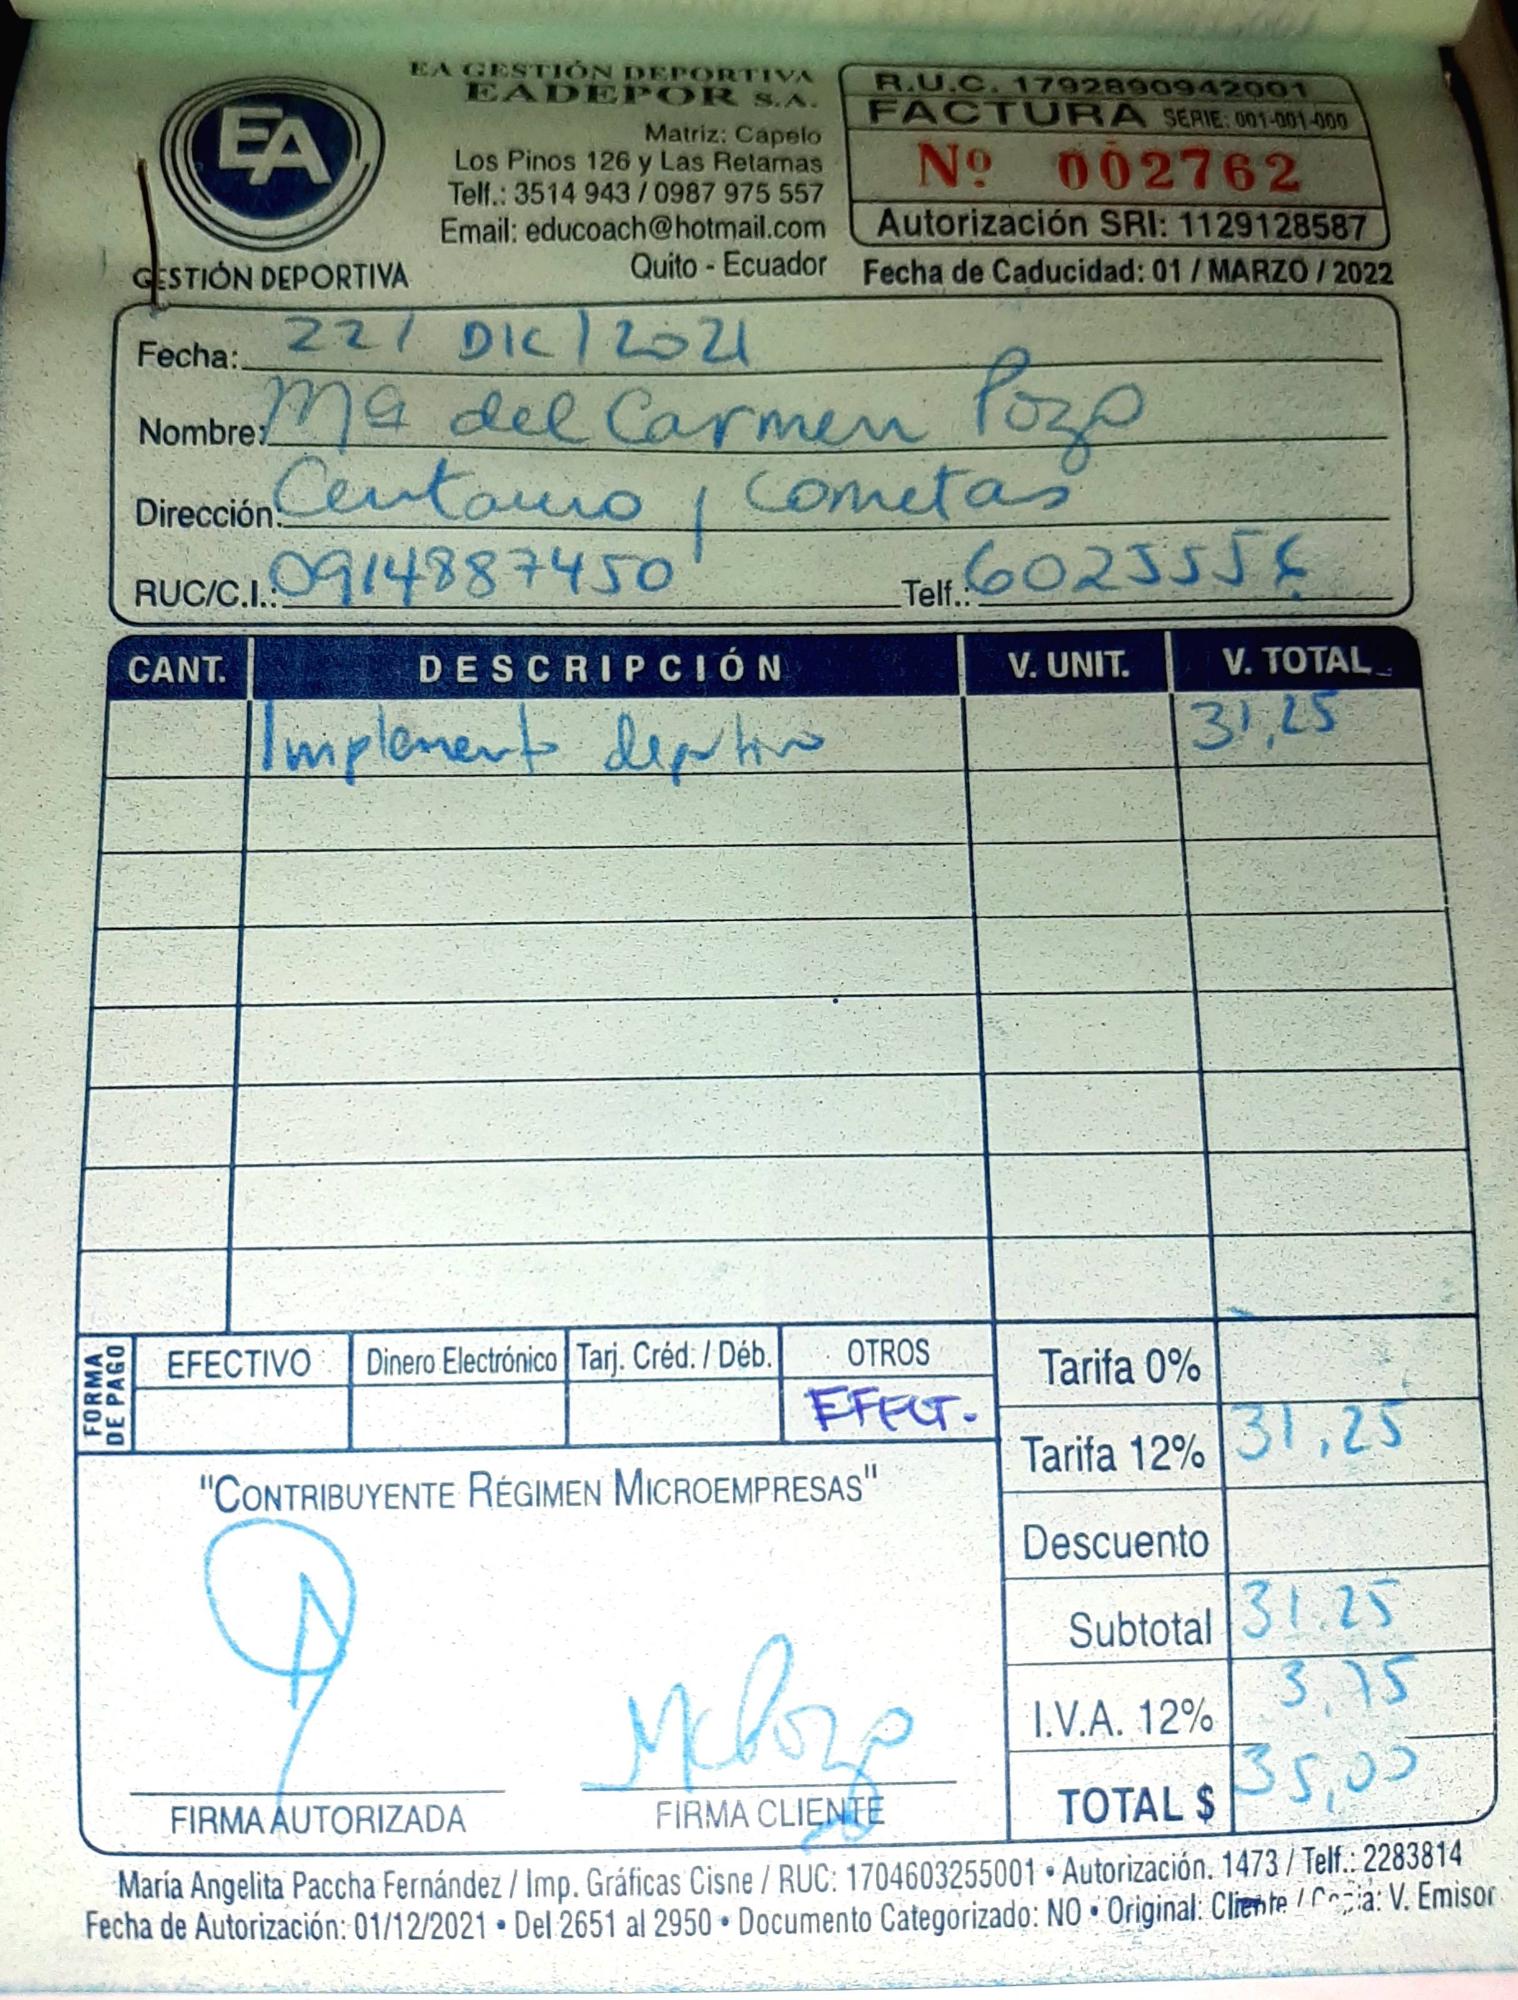 EA
GESTIÓN DEPORTIVA
EA GESTIÓN DEPORTIVA
EADEPOR S.A.
Matriz: Capelo
Los Pinos 126 y Las Retamas
Telf.: 3514 943 / 0987 975 557
Email: educoach@hotmail.com
Quito - Ecuador
R.U.C. 1792890942001
FACTURA SERIE: 001-001-000
Nº 002762
Autorización SRI: 1129128587
Fecha de Caducidad: 01 / MARZO / 2022
Fecha: 22 / DIC / 2021
Nombre: Mª del Carmen Pozo
Dirección: Centauro y Cometas
RUC/C.I.: 0914887450 Telf.:
CANT. DESCRIPCIÓN V. UNIT. V. TOTAL
Implemento deportivo 31,25
FORMA DE PAGO
EFECTIVO Dinero Electrónico Tarj. Créd. / Déb. OTROS
EFECT.
Tarifa 0%
Tarifa 12% 31,25
Descuento
Subtotal 31.25
I.V.A. 12% 3,75
TOTAL $ 35,00
"CONTRIBUYENTE RÉGIMEN MICROEMPRESAS"
McPozo
FIRMA AUTORIZADA FIRMA CLIENTE
María Angelita Paccha Fernández / Imp. Gráficas Cisne / RUC: 1704603255001 • Autorización. 1473 / Telf.: 2283814
Fecha de Autorización: 01/12/2021 • Del 2651 al 2950 • Documento Categorizado: NO • Original: Cliente / Copia: V. Emisor